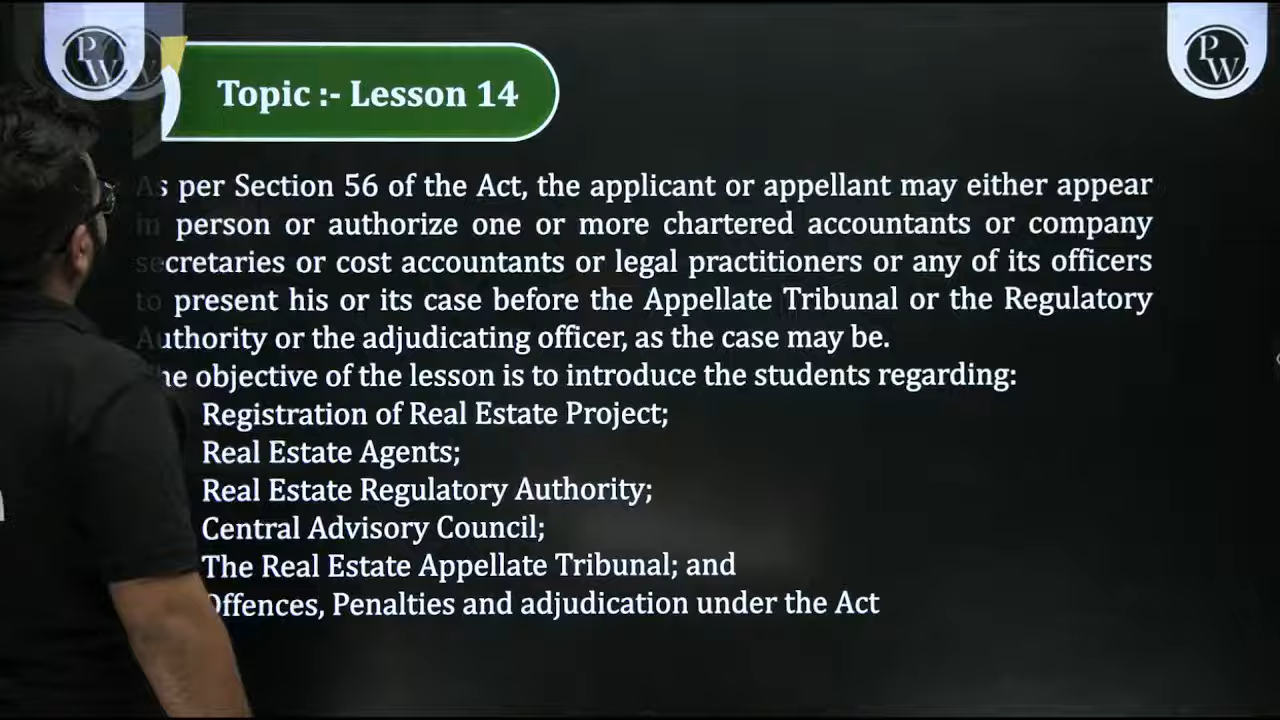 PW
PW
Topic :- Lesson 14
As per Section 56 of the Act, the applicant or appellant may either appear
in person or authorize one or more chartered accountants or company
secretaries or cost accountants or legal practitioners or any of its officers
to present his or its case before the Appellate Tribunal or the Regulatory
Authority or the adjudicating officer, as the case may be.
The objective of the lesson is to introduce the students regarding:
Registration of Real Estate Project;
Real Estate Agents;
Real Estate Regulatory Authority;
Central Advisory Council;
The Real Estate Appellate Tribunal; and
Offences, Penalties and adjudication under the Act